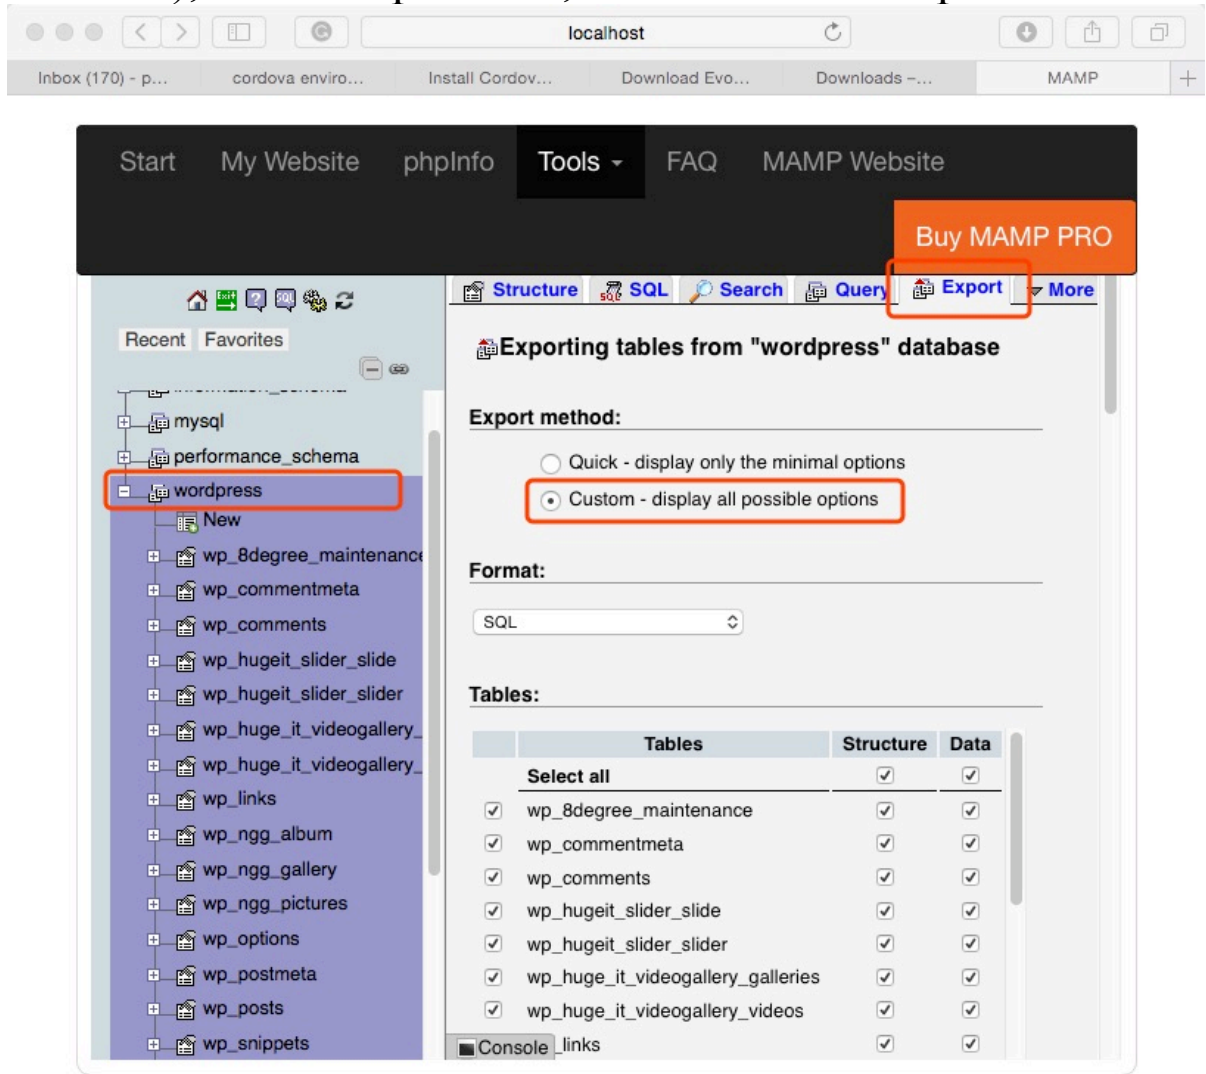 localhost
Inbox (170) - p...
cordova enviro...
Install Cordov...
Download Evo...
Downloads –...
MAMP
Start
My Website
phpInfo
Tools
FAQ
MAMP Website
Buy MAMP PRO
Exit
SQL
Recent Favorites
mysql
performance_schema
wordpress
New
wp_8degree_maintenance
wp_commentmeta
wp_comments
wp_hugeit_slider_slide
wp_hugeit_slider_slider
wp_huge_it_videogallery_
wp_huge_it_videogallery_
wp_links
wp_ngg_album
wp_ngg_gallery
wp_ngg_pictures
wp_options
wp_postmeta
wp_posts
wp_snippets
Structure
SQL
Search
Query
Export
More
Exporting tables from "wordpress" database
Export method:
Quick - display only the minimal options
Custom - display all possible options
Format:
SQL
Tables:
Tables Structure Data
Select all
wp_8degree_maintenance
wp_commentmeta
wp_comments
wp_hugeit_slider_slide
wp_hugeit_slider_slider
wp_huge_it_videogallery_galleries
wp_huge_it_videogallery_videos
_links
Console